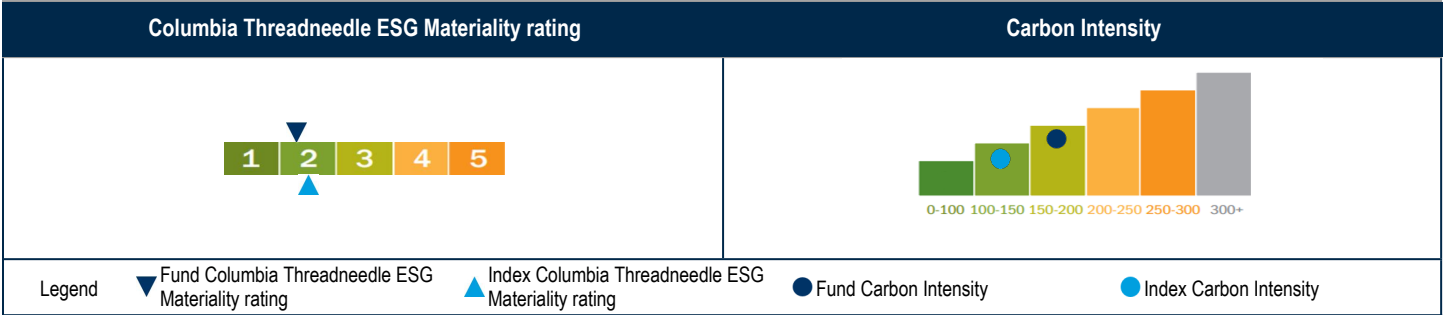 Columbia Threadneedle ESG Materiality rating
Carbon Intensity
1 2 3 4 5
0-100 100-150 150-200 200-250 250-300 300+
Legend
Fund Columbia Threadneedle ESG
Materiality rating
Index Columbia Threadneedle ESG
Materiality rating
Fund Carbon Intensity
Index Carbon Intensity